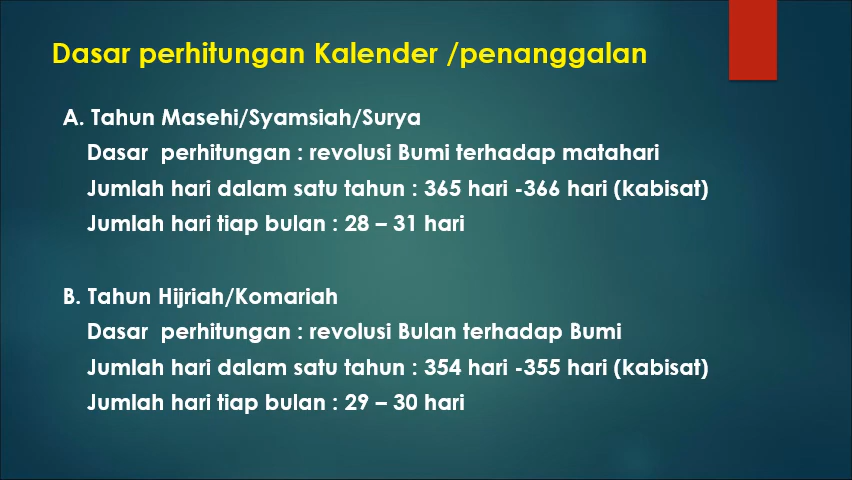 Dasar perhitungan Kalender /penanggalan
A. Tahun Masehi/Syamsiah/Surya
Dasar perhitungan : revolusi Bumi terhadap matahari
Jumlah hari dalam satu tahun : 365 hari -366 hari (kabisat)
Jumlah hari tiap bulan : 28 – 31 hari
B. Tahun Hijriah/Komariah
Dasar perhitungan : revolusi Bulan terhadap Bumi
Jumlah hari dalam satu tahun : 354 hari -355 hari (kabisat)
Jumlah hari tiap bulan : 29 – 30 hari